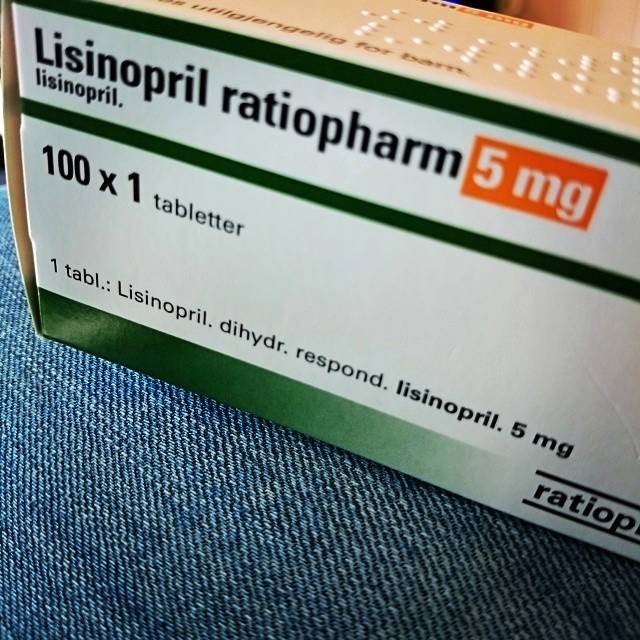 utilgjengelig for barn.
Lisinopril ratiopharm 5 mg
lisinopril.
100 x 1 tabletter
1 tabl.: Lisinopril. dihydr. respond. lisinopril. 5 mg